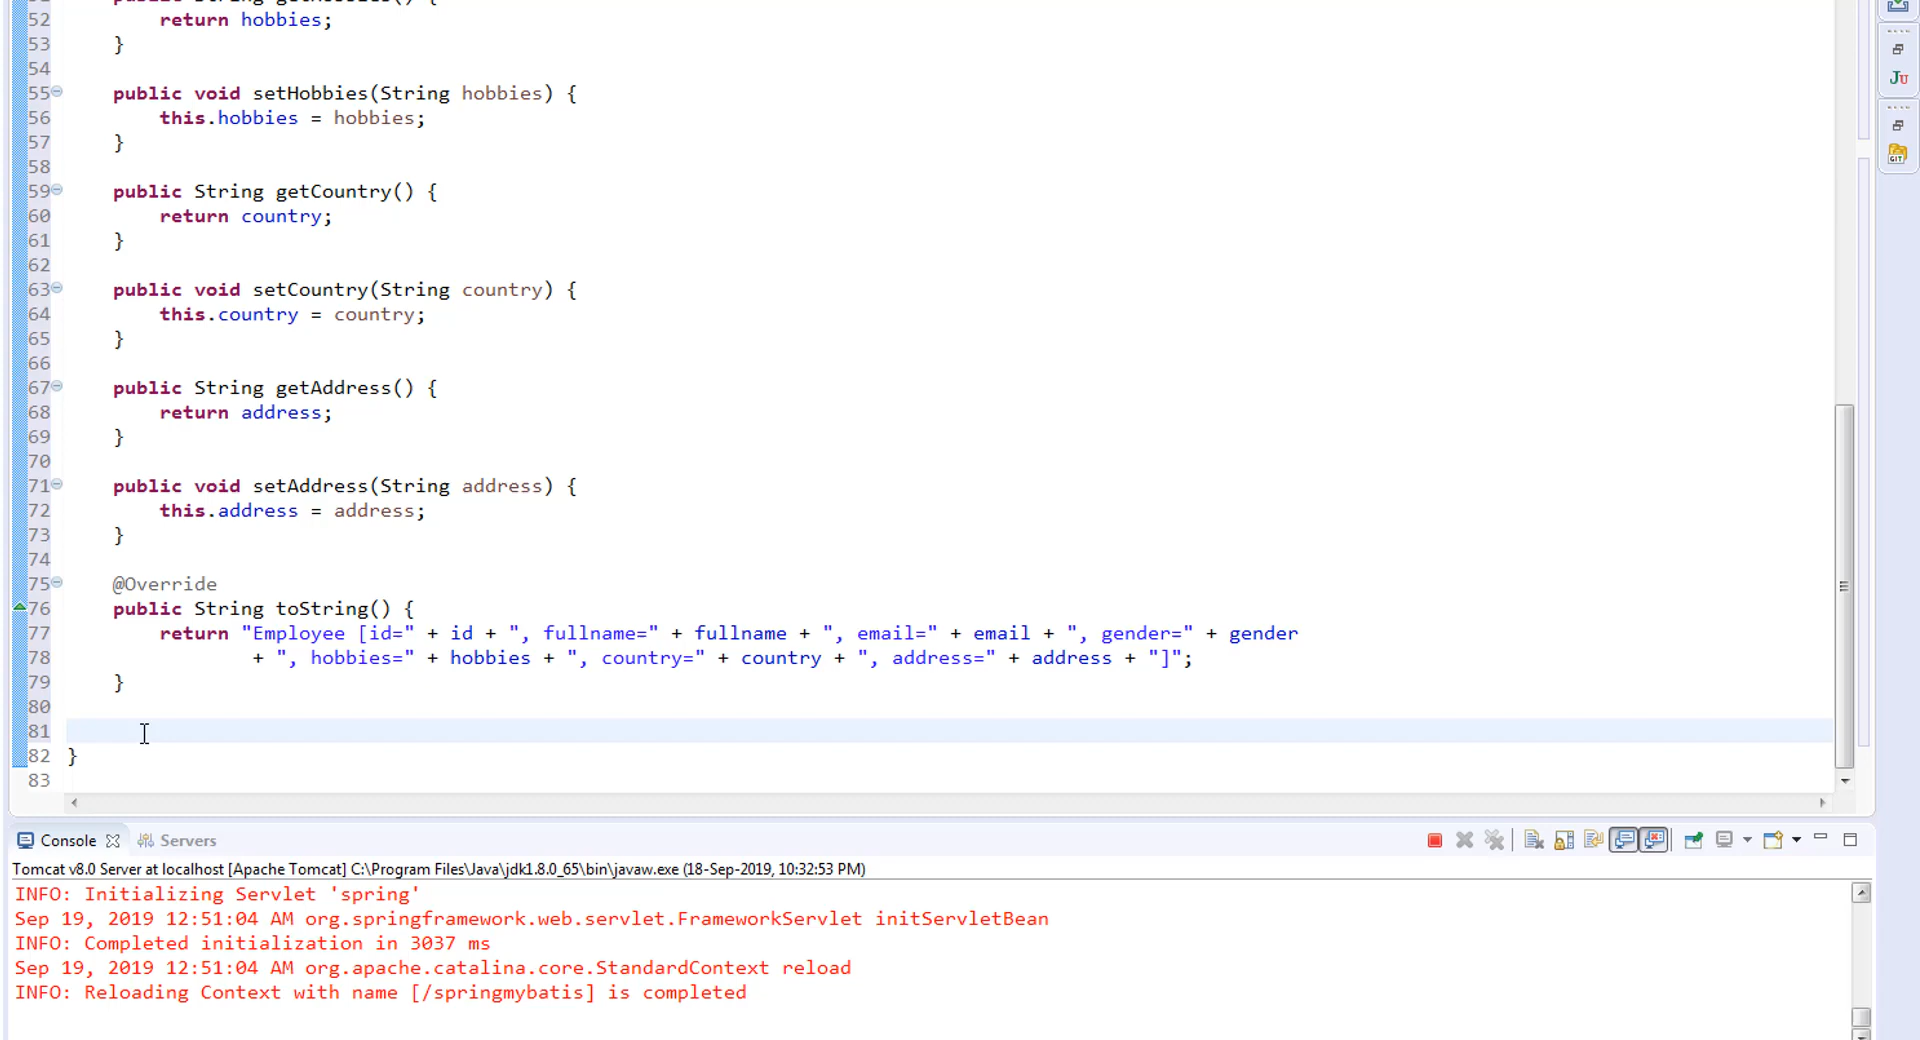 52 return hobbies;
53 }
54
55 public void setHobbies(String hobbies) {
56 this.hobbies = hobbies;
57 }
58
59 public String getCountry() {
60 return country;
61 }
62
63 public void setCountry(String country) {
64 this.country = country;
65 }
66
67 public String getAddress() {
68 return address;
69 }
70
71 public void setAddress(String address) {
72 this.address = address;
73 }
74
75 @Override
76 public String toString() {
77 return "Employee [id=" + id + ", fullname=" + fullname + ", email=" + email + ", gender=" + gender
78 + ", hobbies=" + hobbies + ", country=" + country + ", address=" + address + "]";
79 }
80
81
82 }
83
Console Servers
Tomcat v8.0 Server at localhost [Apache Tomcat] C:\Program Files\Java\jdk1.8.0_65\bin\javaw.exe (18-Sep-2019, 10:32:53 PM)
INFO: Initializing Servlet 'spring'
Sep 19, 2019 12:51:04 AM org.springframework.web.servlet.FrameworkServlet initServletBean
INFO: Completed initialization in 3037 ms
Sep 19, 2019 12:51:04 AM org.apache.catalina.core.StandardContext reload
INFO: Reloading Context with name [/springmybatis] is completed
JU
GIT